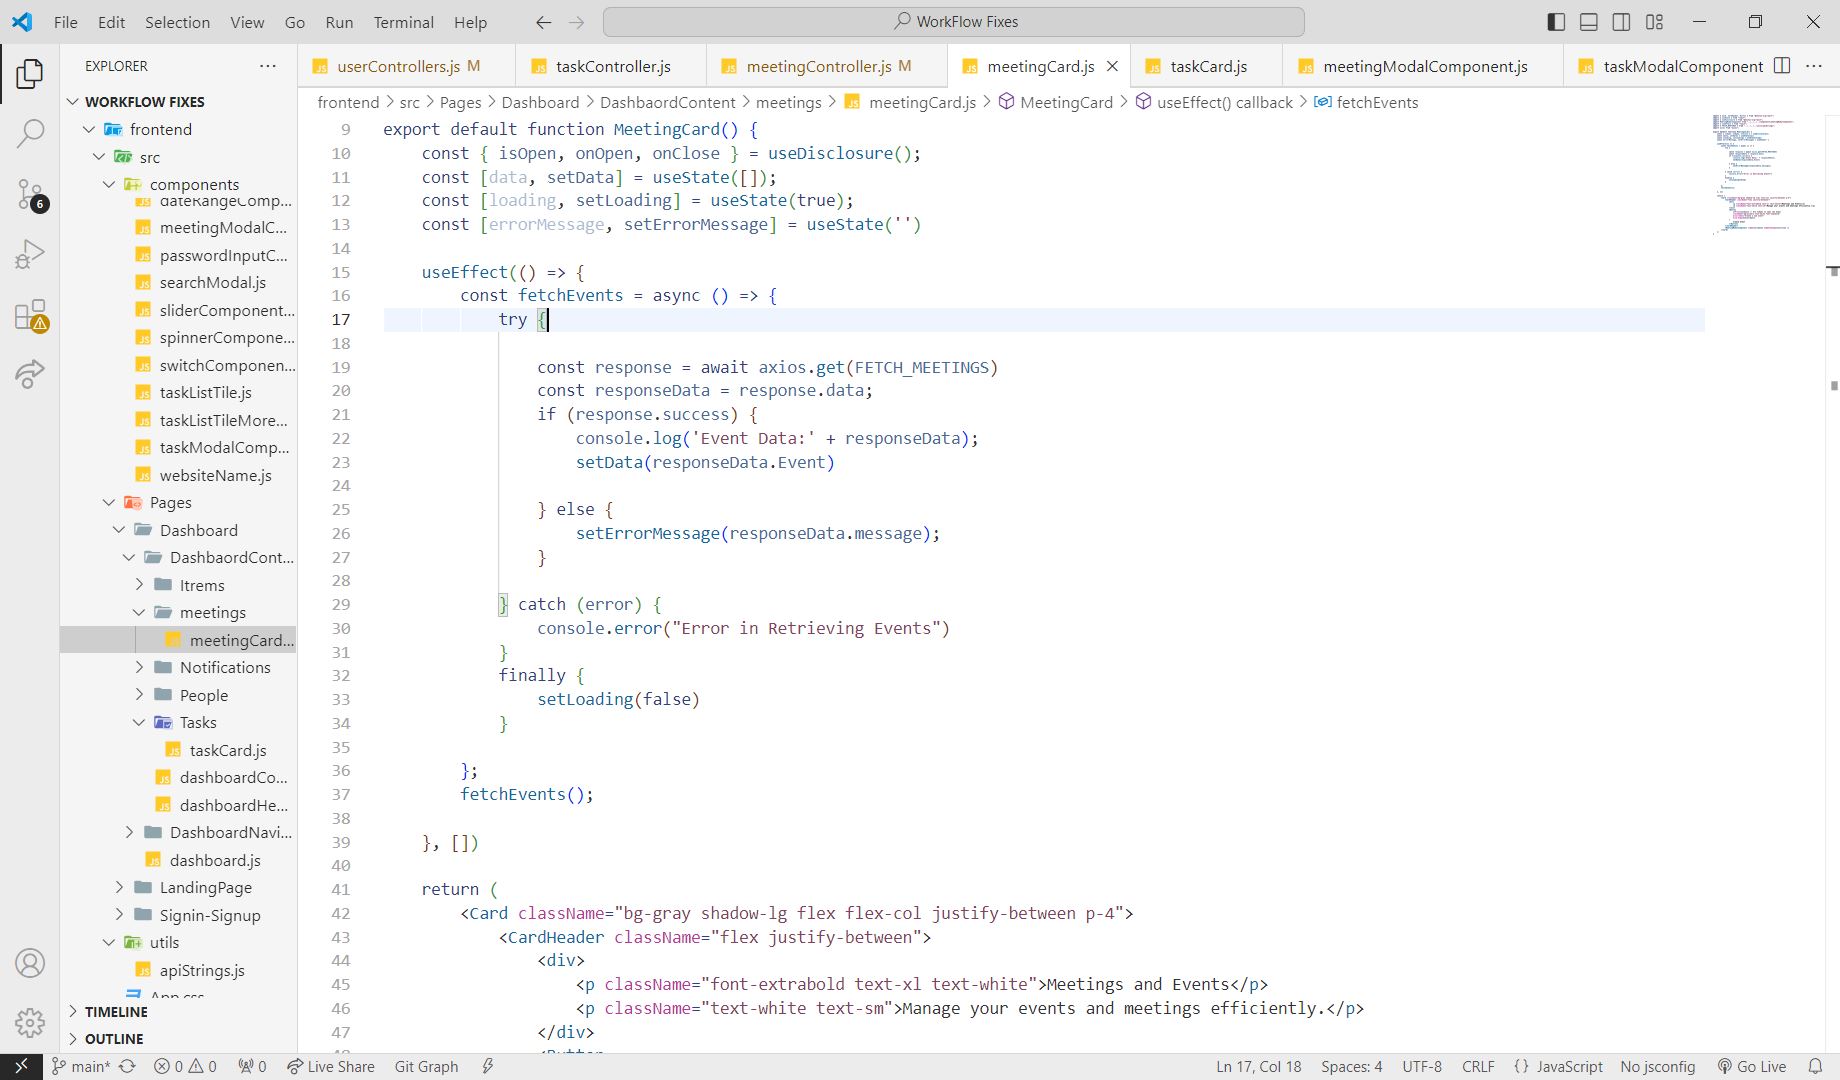 File Edit Selection View Go Run Terminal Help
WorkFlow Fixes
EXPLORER
userControllers.js M
taskController.js
meetingController.js M
meetingCard.js
taskCard.js
meetingModalComponent.js
taskModalComponent
frontend > src > Pages > Dashboard > DashbaordContent > meetings > meetingCard.js > MeetingCard > useEffect() callback > fetchEvents
6
WORKFLOW FIXES
frontend
src
components
dateRangeComp...
meetingModalC...
passwordInputC...
searchModal.js
sliderComponent...
spinnerCompone...
switchComponen...
taskListTile.js
taskListTileMore...
taskModalComp...
websiteName.js
Pages
Dashboard
DashbaordCont...
Itrems
meetings
meetingCard...
Notifications
People
Tasks
taskCard.js
dashboardCo...
dashboardHe...
DashboardNavi...
dashboard.js
LandingPage
Signin-Signup
utils
apiStrings.js
App.css
TIMELINE
OUTLINE
9 export default function MeetingCard() {
10 const { isOpen, onOpen, onClose } = useDisclosure();
11 const [data, setData] = useState([]);
12 const [loading, setLoading] = useState(true);
13 const [errorMessage, setErrorMessage] = useState('')
14
15 useEffect(() => {
16 const fetchEvents = async () => {
17 try {
18
19 const response = await axios.get(FETCH_MEETINGS)
20 const responseData = response.data;
21 if (response.success) {
22 console.log('Event Data:' + responseData);
23 setData(responseData.Event)
24
25 } else {
26 setErrorMessage(responseData.message);
27 }
28
29 } catch (error) {
30 console.error("Error in Retrieving Events")
31 }
32 finally {
33 setLoading(false)
34 }
35
36 };
37 fetchEvents();
38
39 }, [])
40
41 return (
42 <Card className="bg-gray shadow-lg flex flex-col justify-between p-4">
43 <CardHeader className="flex justify-between">
44 <div>
45 <p className="font-extrabold text-xl text-white">Meetings and Events</p>
46 <p className="text-white text-sm">Manage your events and meetings efficiently.</p>
47 </div>
48 <Button
main* 0 0 0 Live Share Git Graph
Ln 17, Col 18 Spaces: 4 UTF-8 CRLF {} JavaScript No jsconfig Go Live